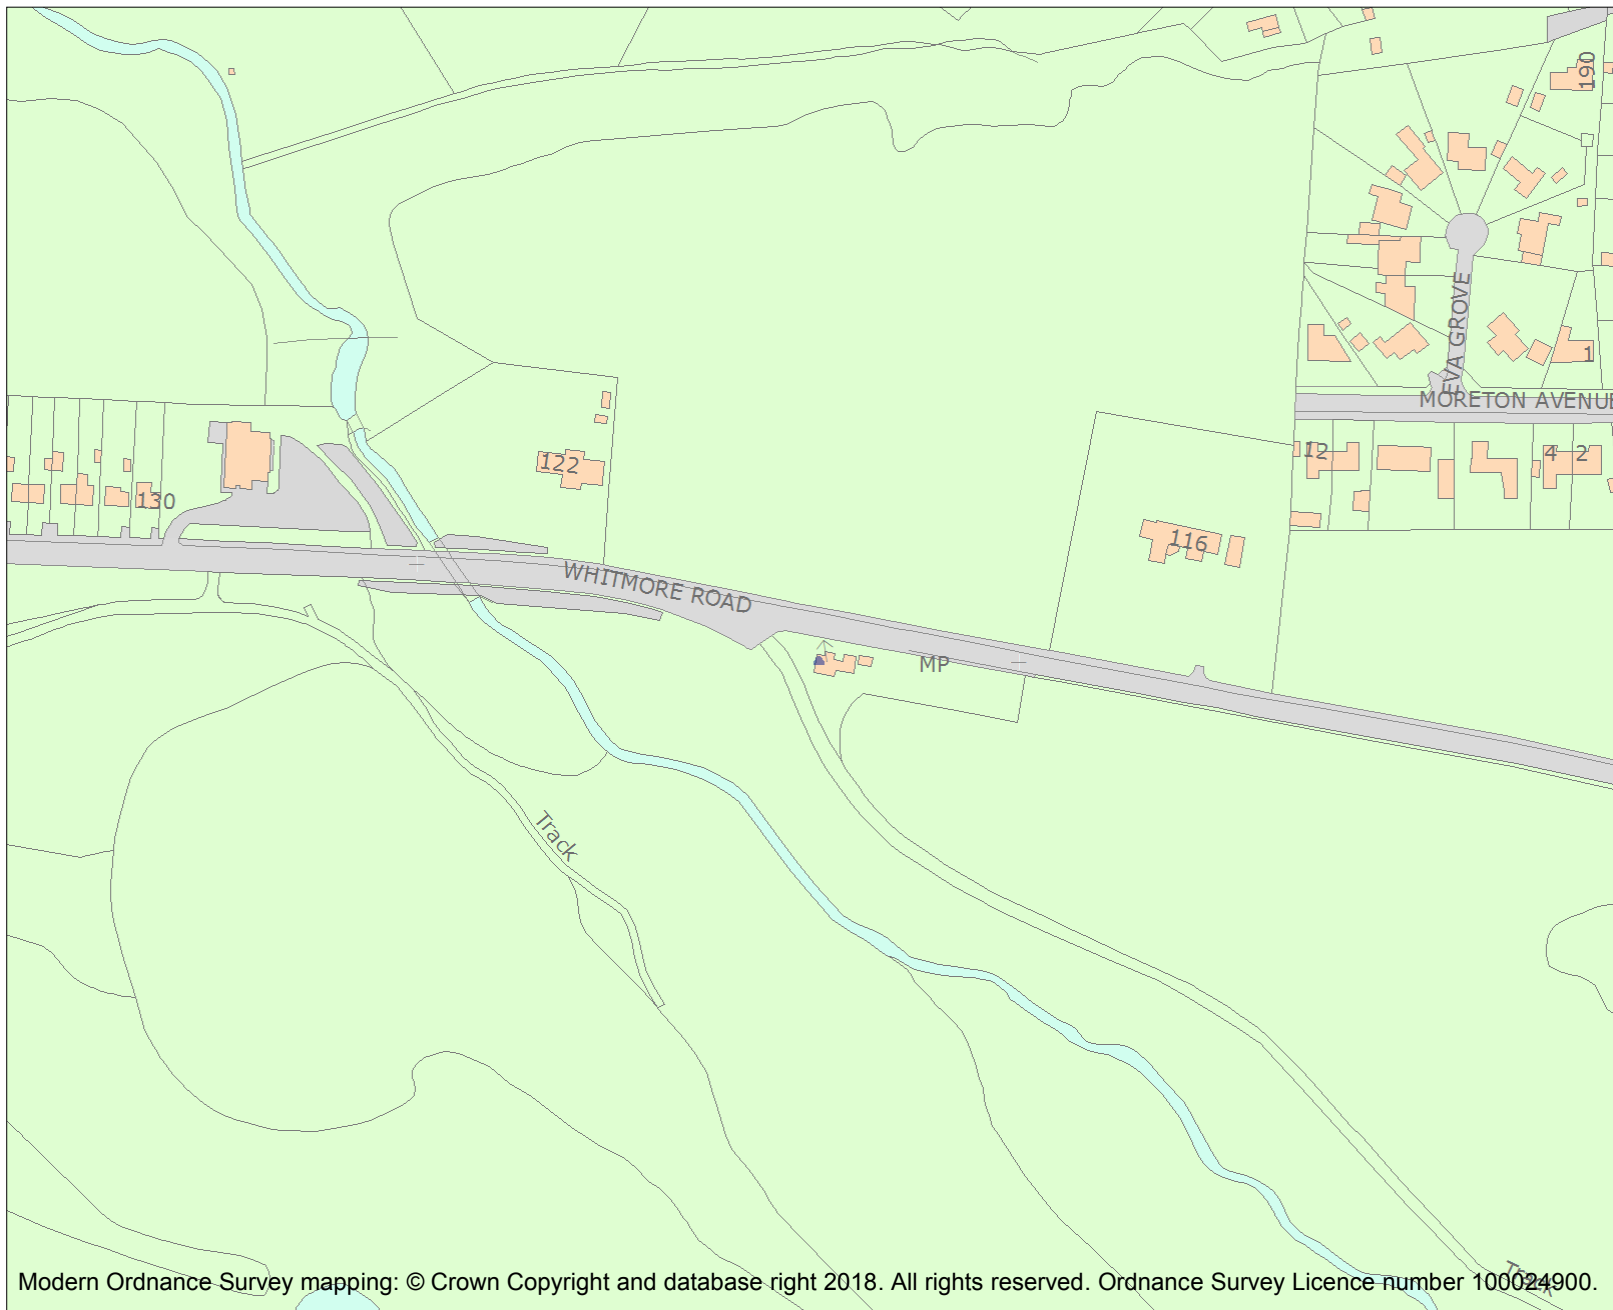 190
EVA GROVE
1
MORETON AVENUE
12
4
2
122
130
116
WHITMORE ROAD
MP
Track
Track
Modern Ordnance Survey mapping: © Crown Copyright and database right 2018. All rights reserved. Ordnance Survey Licence number 100024900.